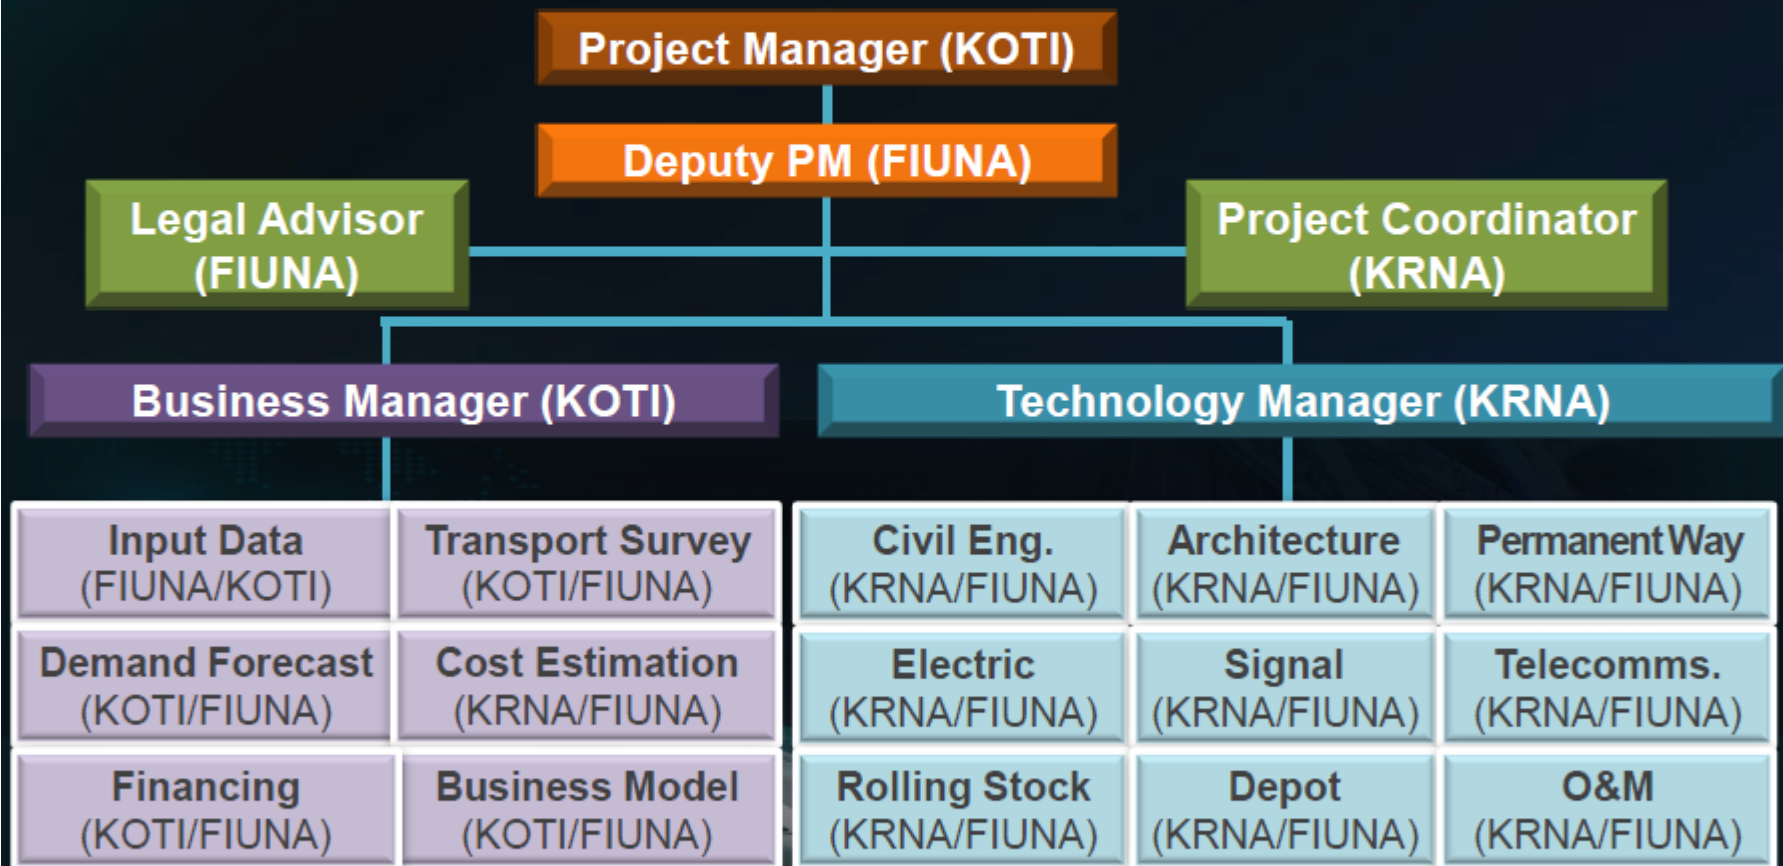 Project Manager (KOTI)
Deputy PM (FIUNA)
Legal Advisor
(FIUNA)
Project Coordinator
(KRNA)
Business Manager (KOTI)
Technology Manager (KRNA)
Input Data
(FIUNA/KOTI)
Transport Survey
(KOTI/FIUNA)
Demand Forecast
(KOTI/FIUNA)
Cost Estimation
(KRNA/FIUNA)
Financing
(KOTI/FIUNA)
Business Model
(KOTI/FIUNA)
Civil Eng.
(KRNA/FIUNA)
Architecture
(KRNA/FIUNA)
Permanent Way
(KRNA/FIUNA)
Electric
(KRNA/FIUNA)
Signal
(KRNA/FIUNA)
Telecomms.
(KRNA/FIUNA)
Rolling Stock
(KRNA/FIUNA)
Depot
(KRNA/FIUNA)
O&M
(KRNA/FIUNA)